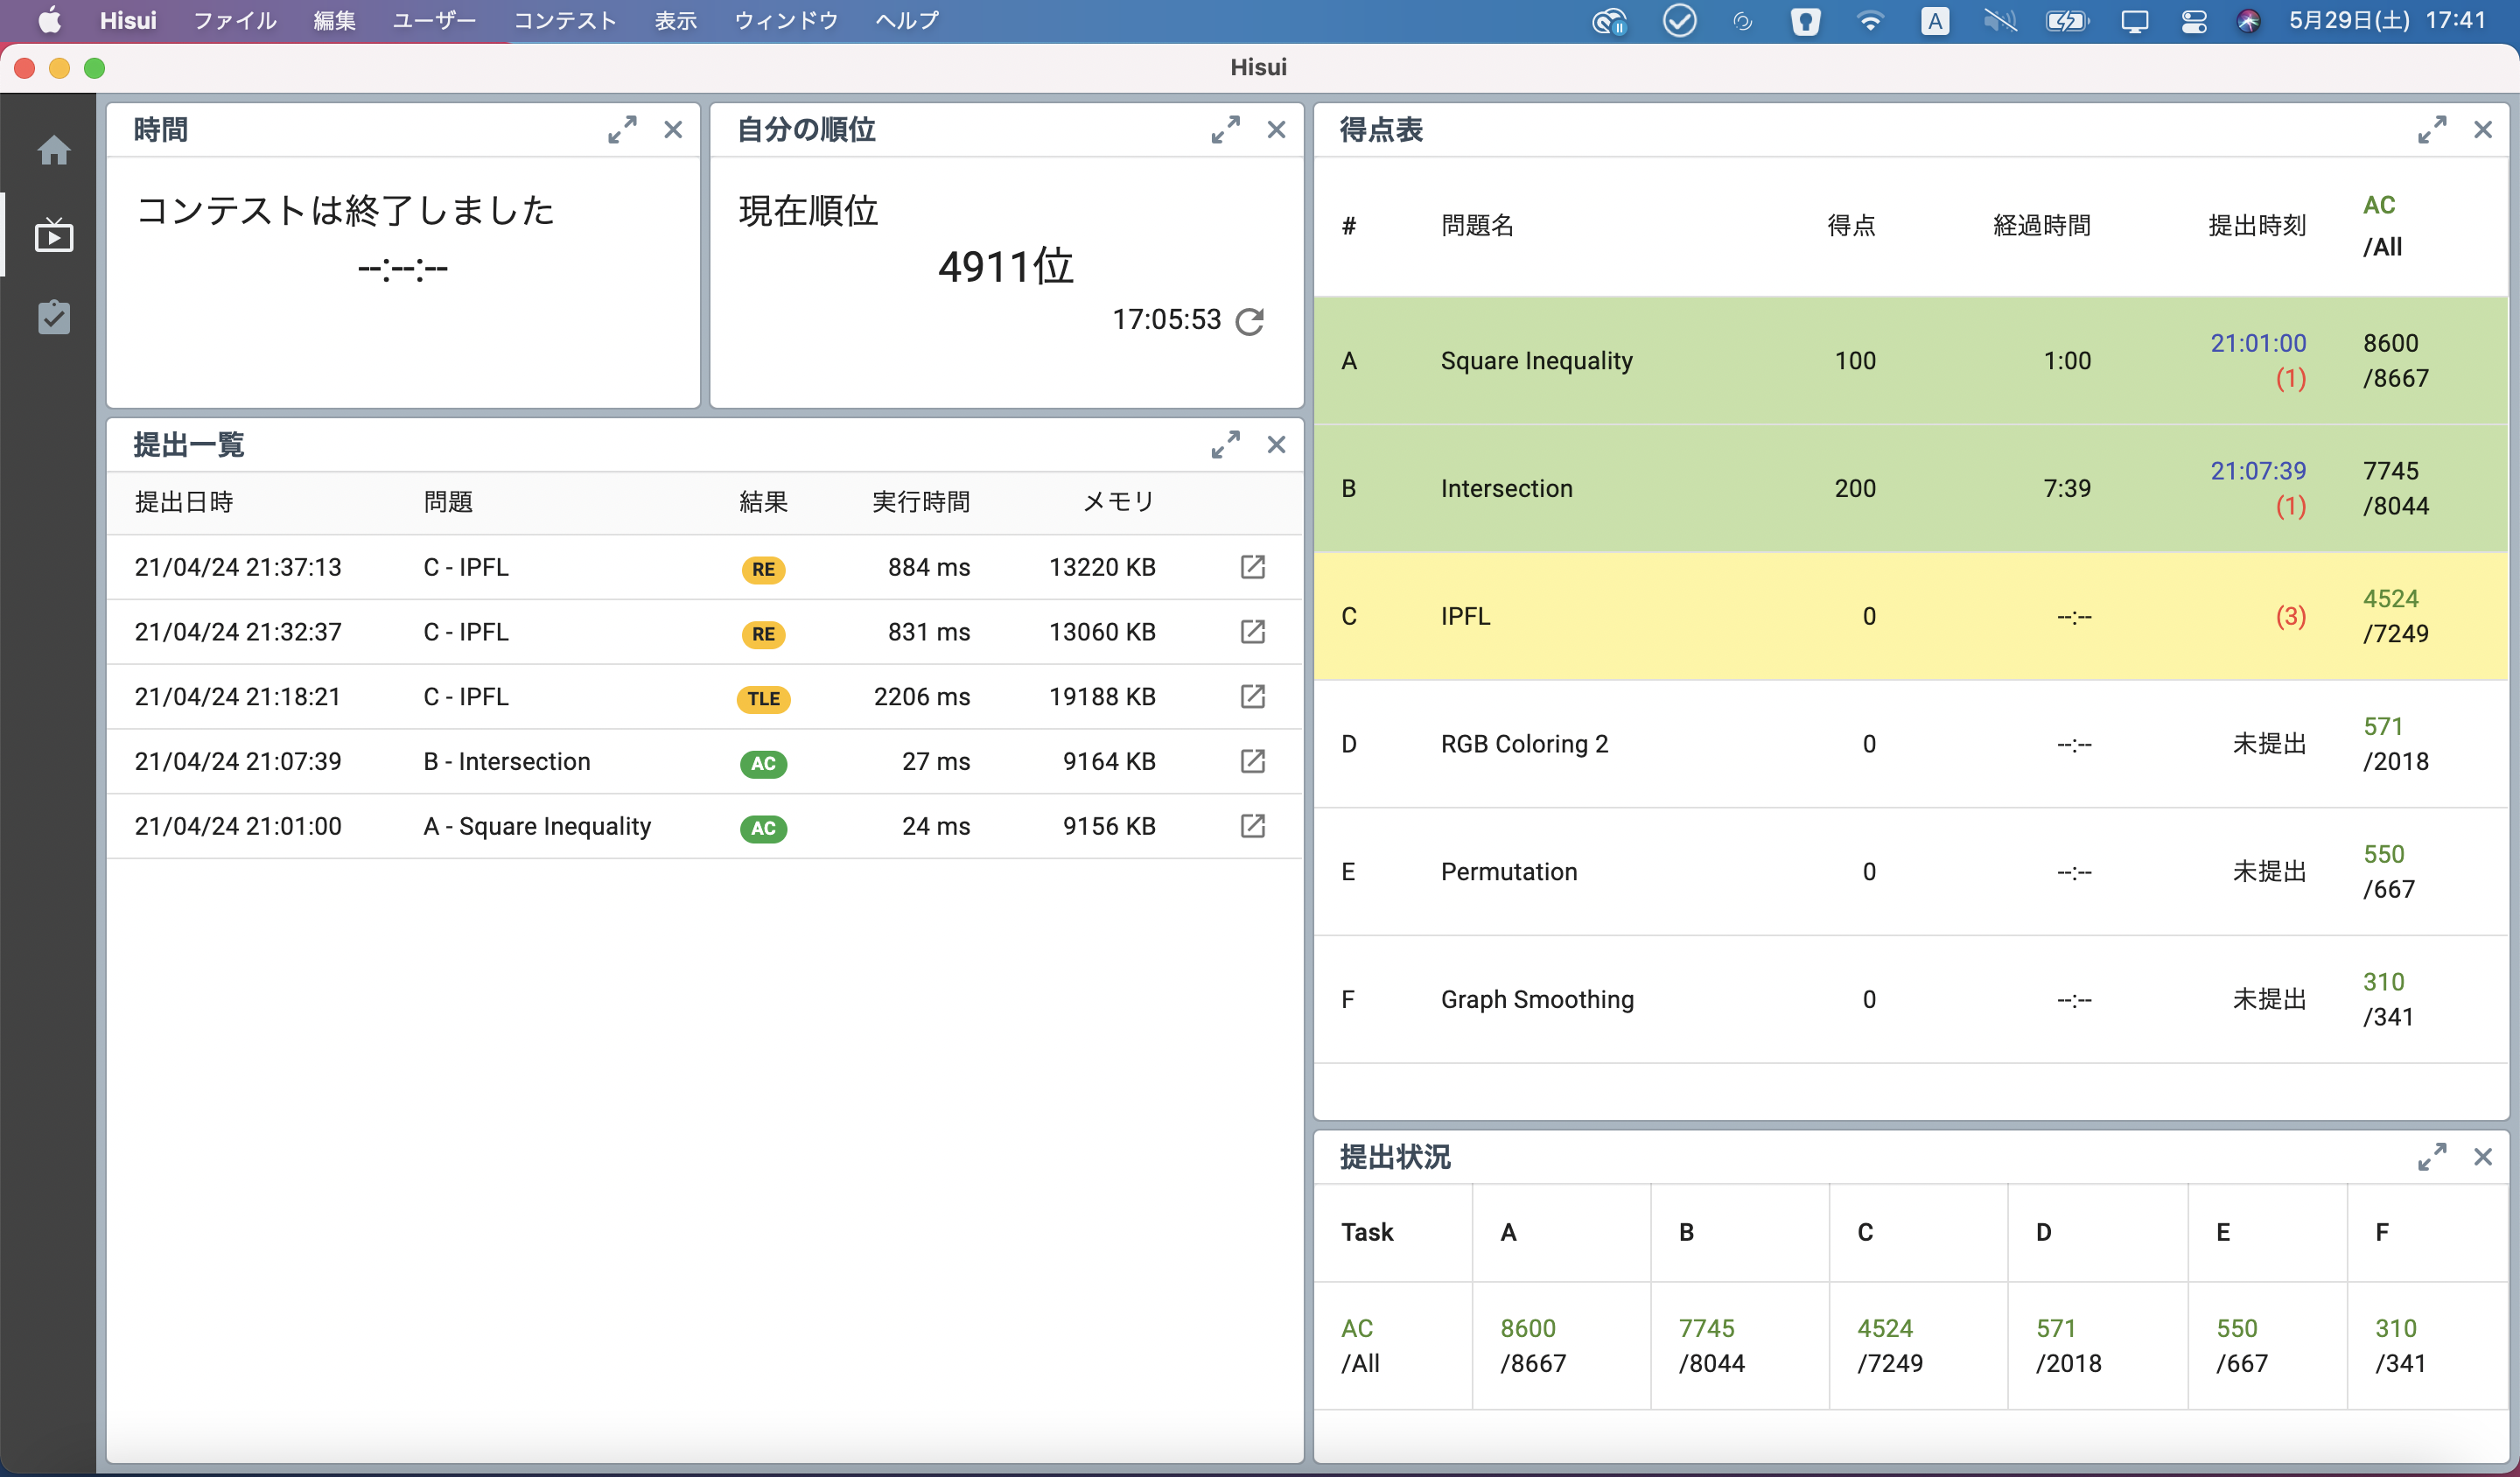 Hisui ファイル 編集 ユーザー コンテスト 表示 ウィンドウ ヘルプ A 5月29日(土) 17:41
Hisui
時間
コンテストは終了しました
--:--:--
自分の順位
現在順位
4911位
17:05:53
提出一覧
提出日時 問題 結果 実行時間 メモリ
21/04/24 21:37:13 C - IPFL RE 884 ms 13220 KB
21/04/24 21:32:37 C - IPFL RE 831 ms 13060 KB
21/04/24 21:18:21 C - IPFL TLE 2206 ms 19188 KB
21/04/24 21:07:39 B - Intersection AC 27 ms 9164 KB
21/04/24 21:01:00 A - Square Inequality AC 24 ms 9156 KB
得点表
# 問題名 得点 経過時間 提出時刻 AC
/All
A Square Inequality 100 1:00 21:01:00 8600
(1) /8667
B Intersection 200 7:39 21:07:39 7745
(1) /8044
C IPFL 0 --:-- (3) 4524
/7249
D RGB Coloring 2 0 --:-- 未提出 571
/2018
E Permutation 0 --:-- 未提出 550
/667
F Graph Smoothing 0 --:-- 未提出 310
/341
提出状況
Task A B C D E F
AC 8600 7745 4524 571 550 310
/All /8667 /8044 /7249 /2018 /667 /341